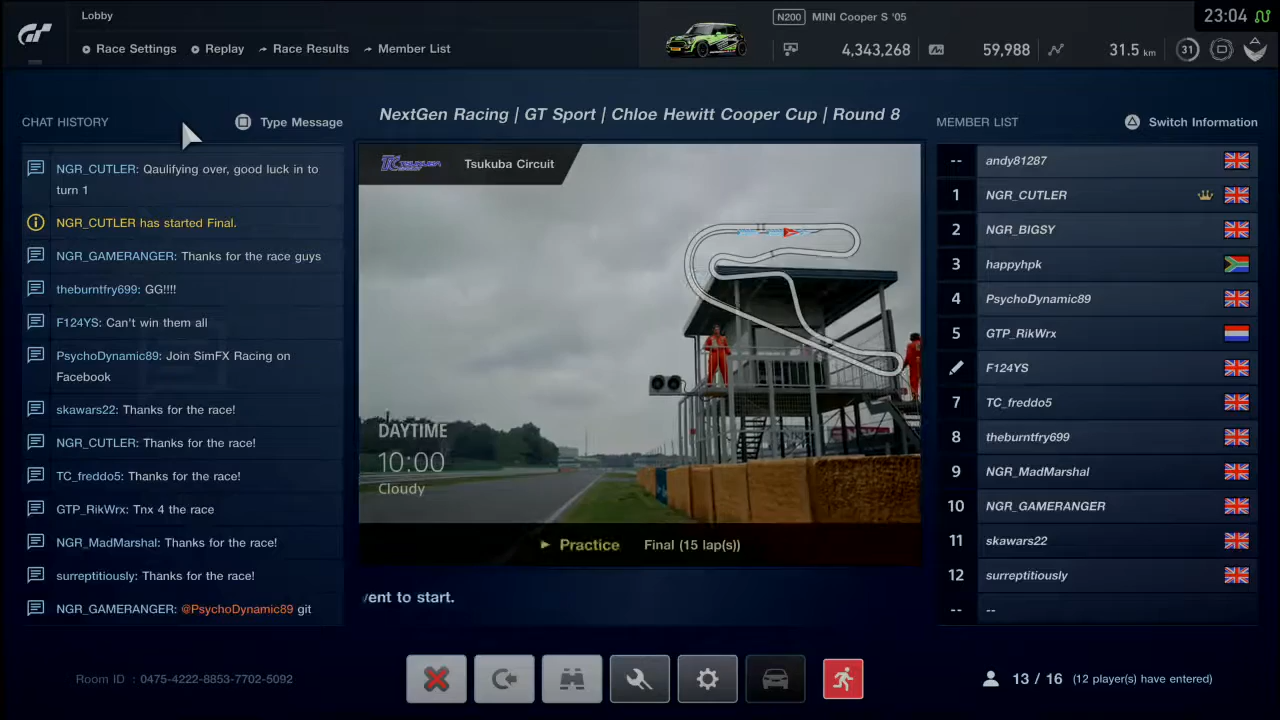 Lobby
Race Settings
Replay
Race Results
Member List
N200
MINI Cooper S '05
4,343,268
59,988
31.5 km
31
23:04
CHAT HISTORY
Type Message
NGR_CUTLER: Qaulifying over, good luck in to
turn 1
NGR_CUTLER has started Final.
NGR_GAMERANGER: Thanks for the race guys
theburntfry699: GG!!!!
F124YS: Can't win them all
PsychoDynamic89: Join SimFX Racing on
Facebook
skawars22: Thanks for the race!
NGR_CUTLER: Thanks for the race!
TC_freddo5: Thanks for the race!
GTP_RikWrx: Tnx 4 the race
NGR_MadMarshal: Thanks for the race!
surreptitiously: Thanks for the race!
NGR_GAMERANGER: @PsychoDynamic89 git
NextGen Racing | GT Sport | Chloe Hewitt Cooper Cup | Round 8
TC TSUKUBA
Tsukuba Circuit
DAYTIME
10:00
Cloudy
Practice
Final (15 lap(s))
vent to start.
MEMBER LIST
Switch Information
-- andy81287
1 NGR_CUTLER
2 NGR_BIGSY
3 happyhpk
4 PsychoDynamic89
5 GTP_RikWrx
F124YS
7 TC_freddo5
8 theburntfry699
9 NGR_MadMarshal
10 NGR_GAMERANGER
11 skawars22
12 surreptitiously
-- --
Room ID : 0475-4222-8853-7702-5092
13 / 16 (12 player(s) have entered)